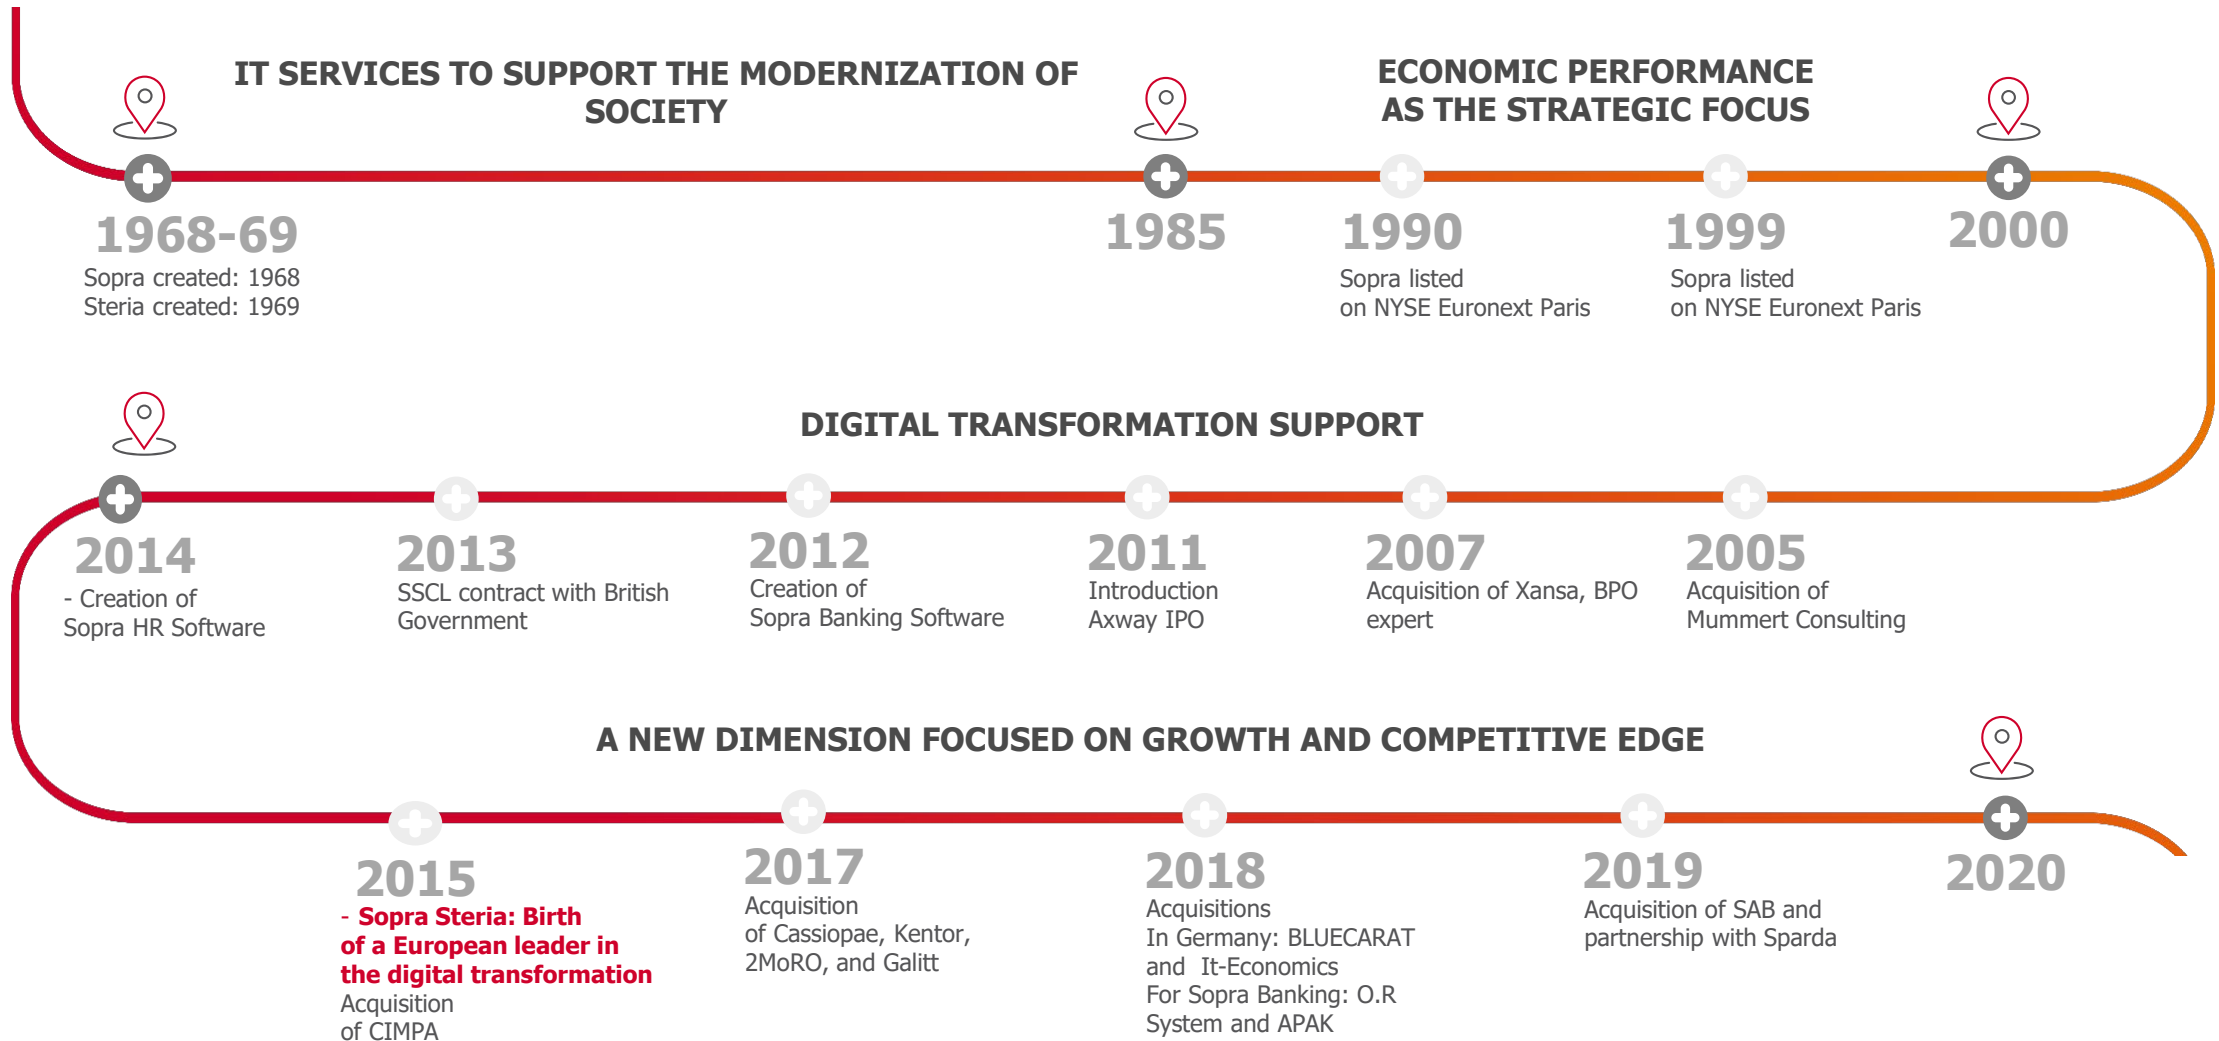 IT SERVICES TO SUPPORT THE MODERNIZATION OF
SOCIETY
ECONOMIC PERFORMANCE
AS THE STRATEGIC FOCUS
1968-69
Sopra created: 1968
Steria created: 1969
1985
1990
Sopra listed
on NYSE Euronext Paris
1999
Sopra listed
on NYSE Euronext Paris
2000
DIGITAL TRANSFORMATION SUPPORT
2014
- Creation of
Sopra HR Software
2013
SSCL contract with British
Government
2012
Creation of
Sopra Banking Software
2011
Introduction
Axway IPO
2007
Acquisition of Xansa, BPO
expert
2005
Acquisition of
Mummert Consulting
A NEW DIMENSION FOCUSED ON GROWTH AND COMPETITIVE EDGE
2015
- Sopra Steria: Birth
of a European leader in
the digital transformation
Acquisition
of CIMPA
2017
Acquisition
of Cassiopae, Kentor,
2MoRO, and Galitt
2018
Acquisitions
In Germany: BLUECARAT
and  It-Economics
For Sopra Banking: O.R
System and APAK
2019
Acquisition of SAB and
partnership with Sparda
2020